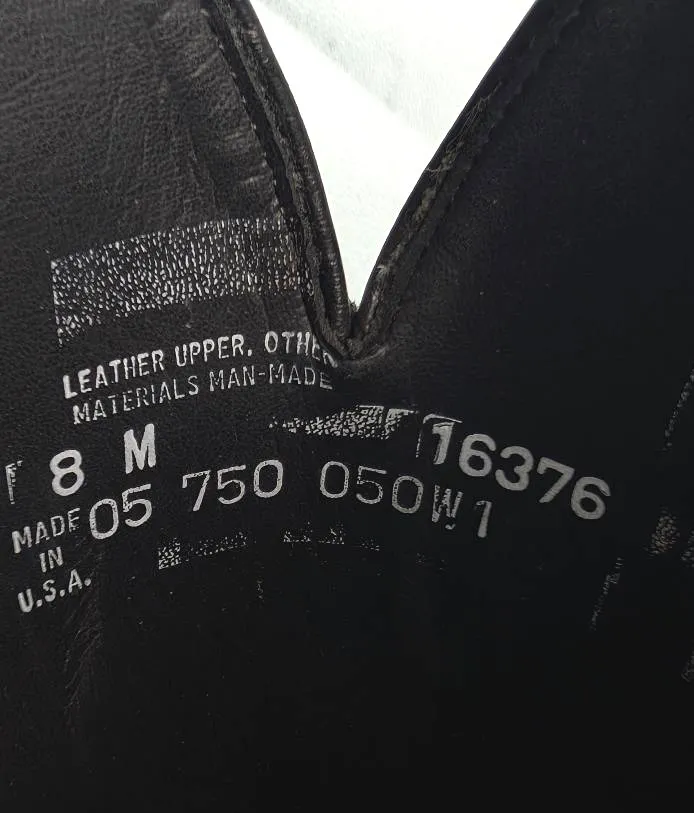 LEATHER UPPER. OTHER
MATERIALS MAN-MADE
8 M 16376
05 750 050W1
MADE
IN
U.S.A.